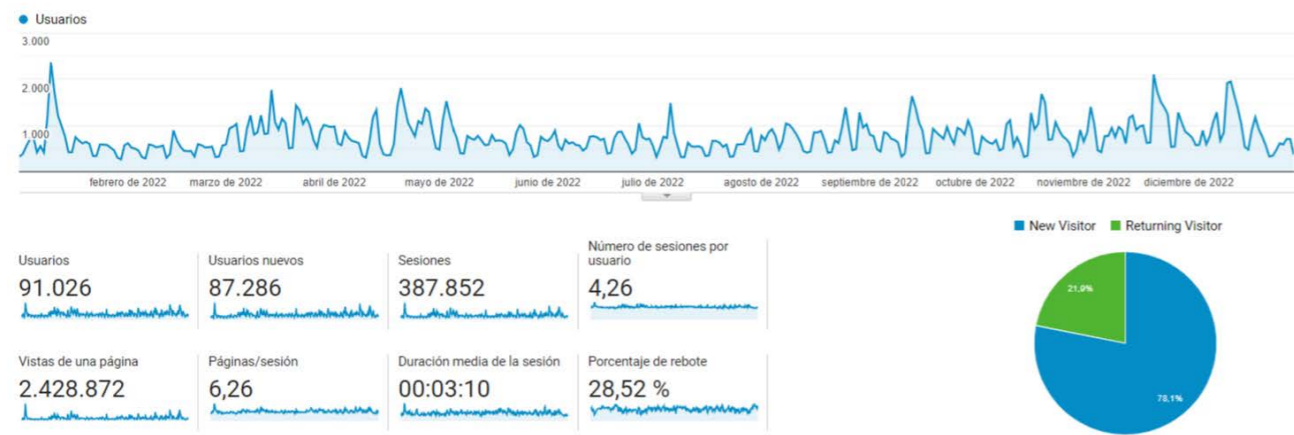 Usuarios
3.000
2.000
1.000
febrero de 2022 marzo de 2022 abril de 2022 mayo de 2022 junio de 2022 julio de 2022 agosto de 2022 septiembre de 2022 octubre de 2022 noviembre de 2022 diciembre de 2022
New Visitor Returning Visitor
Usuarios
91.026
Usuarios nuevos
87.286
Sesiones
387.852
Número de sesiones por
usuario
4,26
Vistas de una página
2.428.872
Páginas/sesión
6,26
Duración media de la sesión
00:03:10
Porcentaje de rebote
28,52 %
21,9%
78,1%